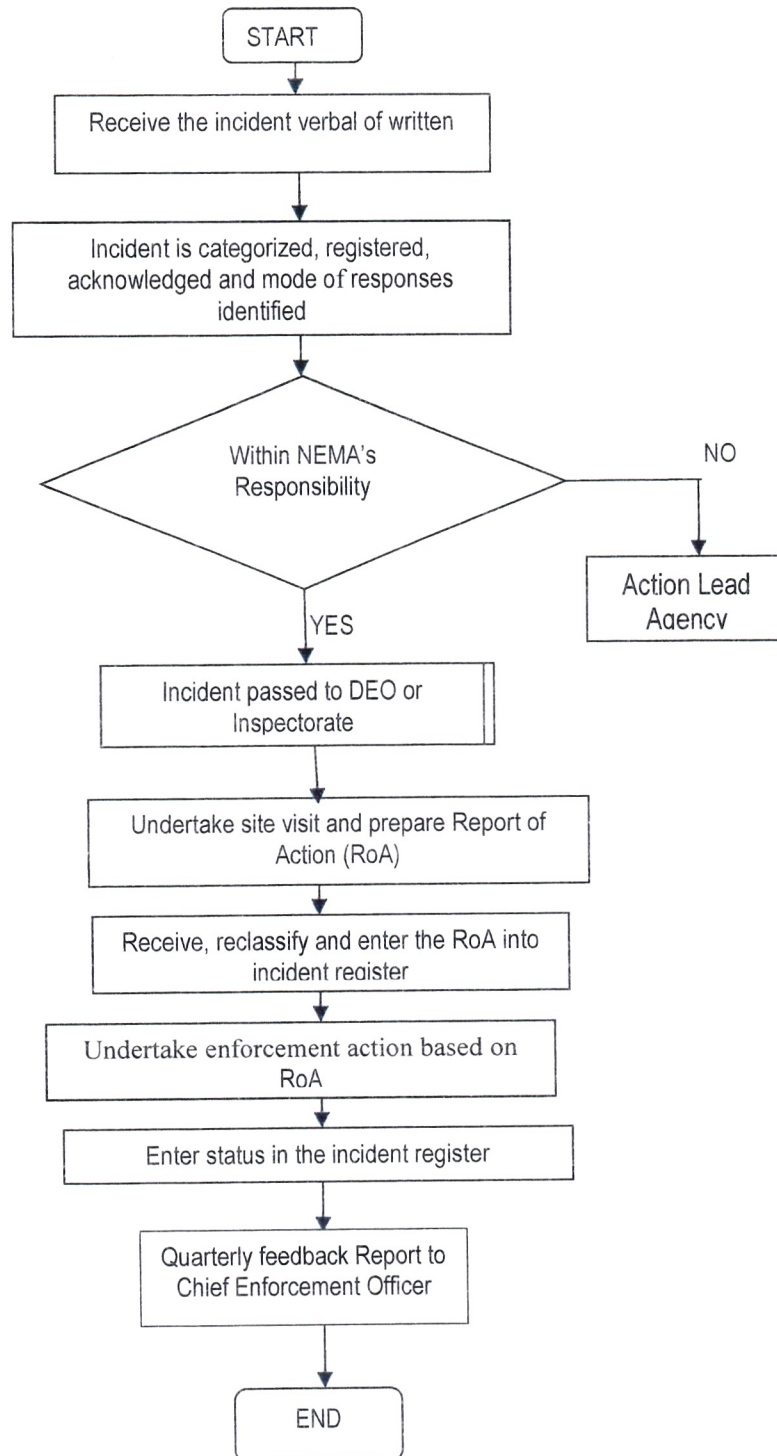 START
Receive the incident verbal of written
Incident is categorized, registered,
acknowledged and mode of responses
identified
Within NEMA's
Responsibility
NO
Action Lead
Agency
YES
Incident passed to DEO or
Inspectorate
Undertake site visit and prepare Report of
Action (RoA)
Receive, reclassify and enter the RoA into
incident register
Undertake enforcement action based on
RoA
Enter status in the incident register
Quarterly feedback Report to
Chief Enforcement Officer
END